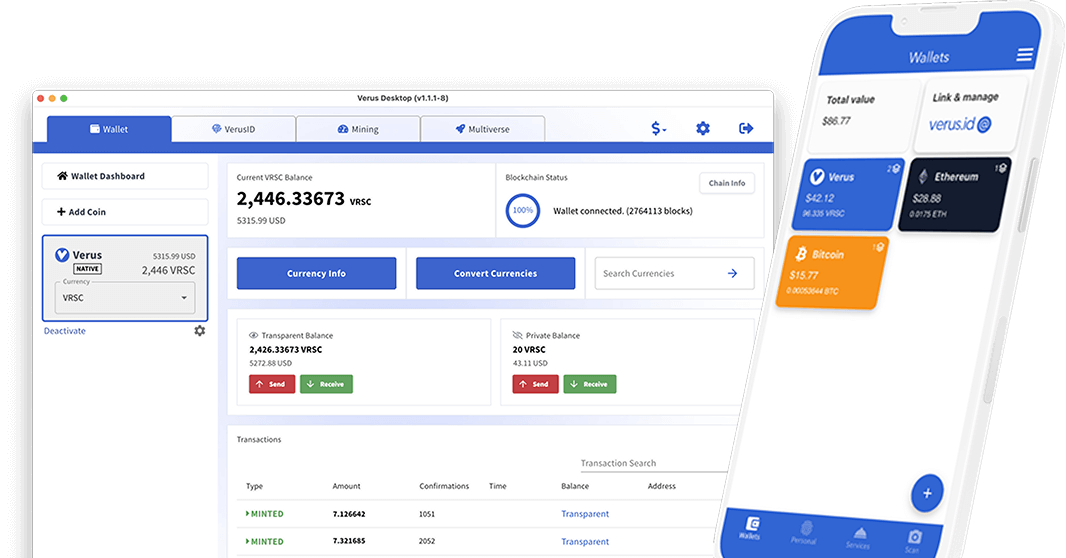 Verus Desktop (v1.1.1-8)
Wallet
VerusID
Mining
Multiverse
$
Wallet Dashboard
Add Coin
Verus
5315.99 USD
NATIVE
2,446 VRSC
Currency
VRSC
Deactivate
Current VRSC Balance
2,446.33673 VRSC
5315.99 USD
Blockchain Status
Chain Info
100%
Wallet connected. (2764113 blocks)
Currency Info
Convert Currencies
Search Currencies
Transparent Balance
2,426.33673 VRSC
5272.88 USD
Send
Receive
Private Balance
20 VRSC
43.11 USD
Send
Receive
Transactions
Transaction Search
Type Amount Confirmations Time Balance Address
MINTED 7.126642 1051 Transparent
MINTED 7.321685 2052 Transparent
Wallets
Total value
$86.77
Link & manage
verus.id
Verus
2
$42.12
96.335 VRSC
Ethereum
1
$28.88
0.0175 ETH
Bitcoin
1
$15.77
0.00053644 BTC
+
Wallets
Personal
Services
Scan